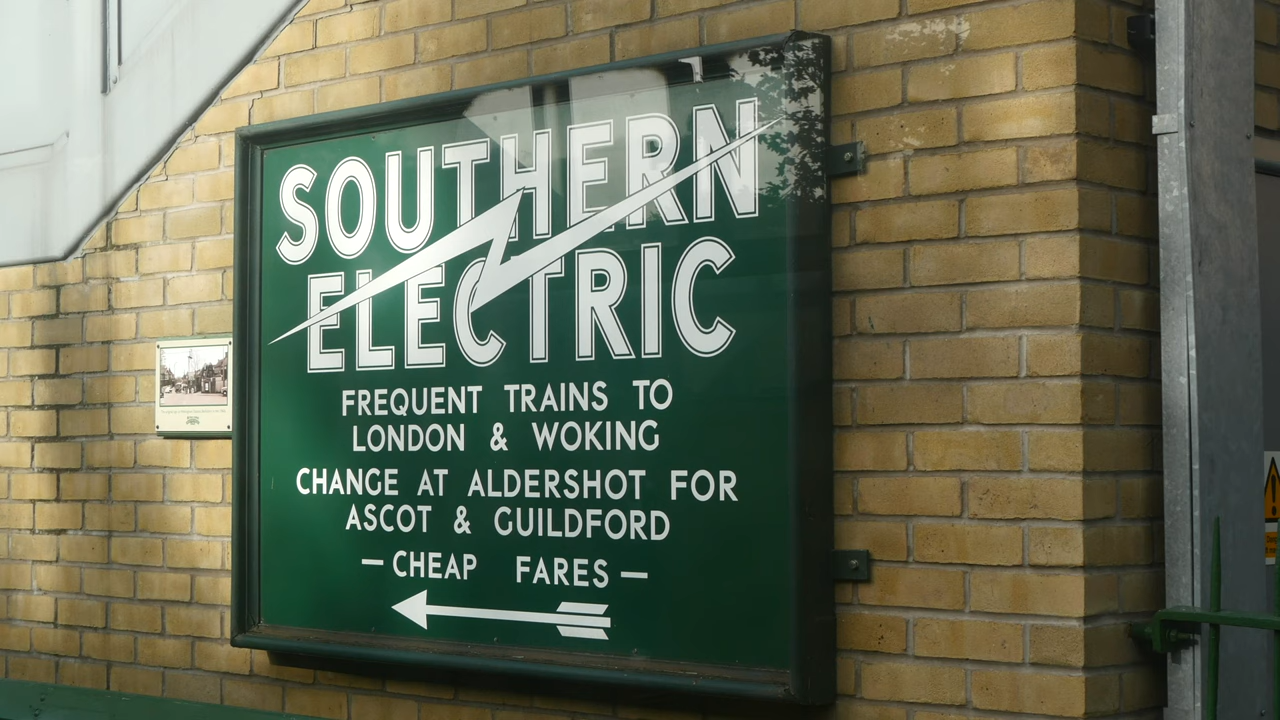 SOUTHERN
ELECTRIC
FREQUENT TRAINS TO
LONDON & WOKING
CHANGE AT ALDERSHOT FOR
ASCOT & GUILDFORD
— CHEAP FARES —